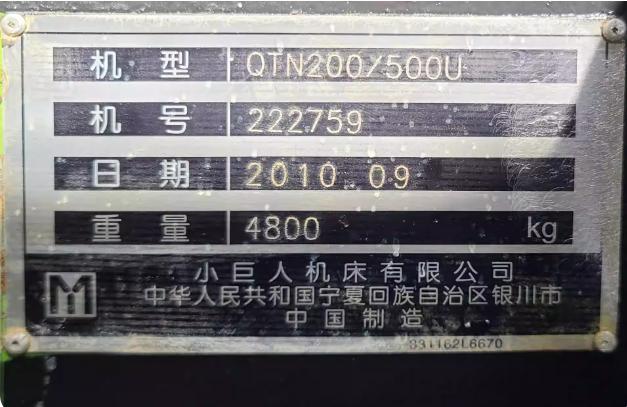 机型 QTN200/500U
机号 222759
日期 2010.09
重量 4800 kg
小巨人机床有限公司
中华人民共和国宁夏回族自治区银川市
中国制造
831162L6670